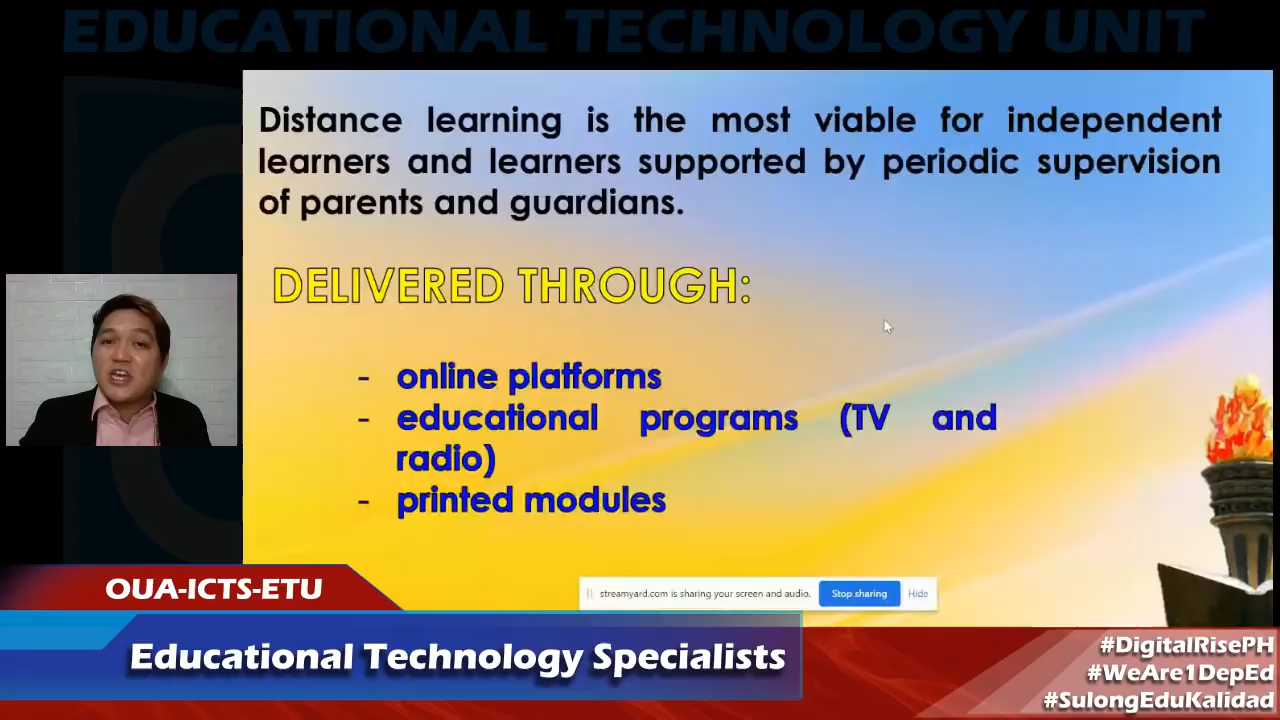 EDUCATIONAL TECHNOLOGY UNIT
Distance learning is the most viable for independent
learners and learners supported by periodic supervision
of parents and guardians.
DELIVERED THROUGH:
- online platforms
- educational programs (TV and
radio)
- printed modules
streamyard.com is sharing your screen and audio. Stop sharing Hide
OUA-ICTS-ETU
Educational Technology Specialists
#DigitalRisePH
#WeAre1DepEd
#SulongEduKalidad